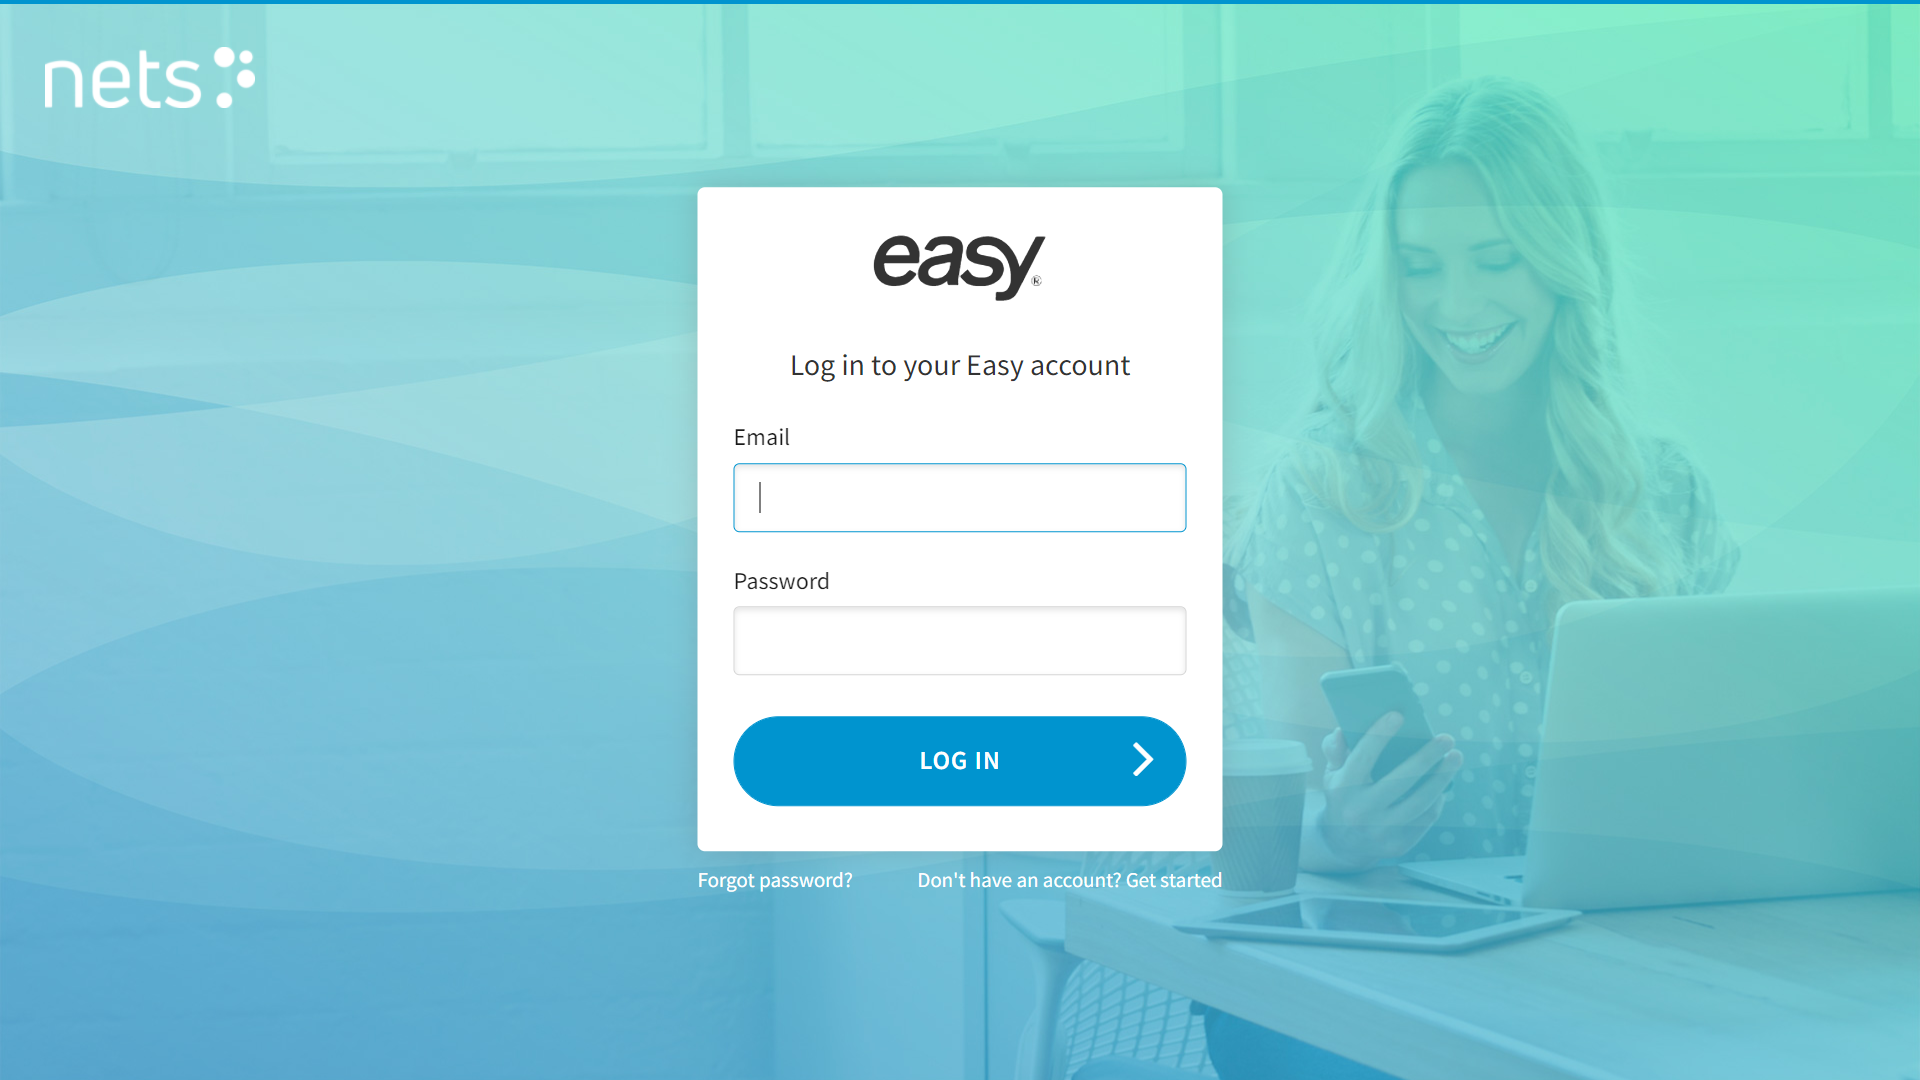 nets
easy®
Log in to your Easy account
Email
Password
LOG IN
Forgot password? Don't have an account? Get started